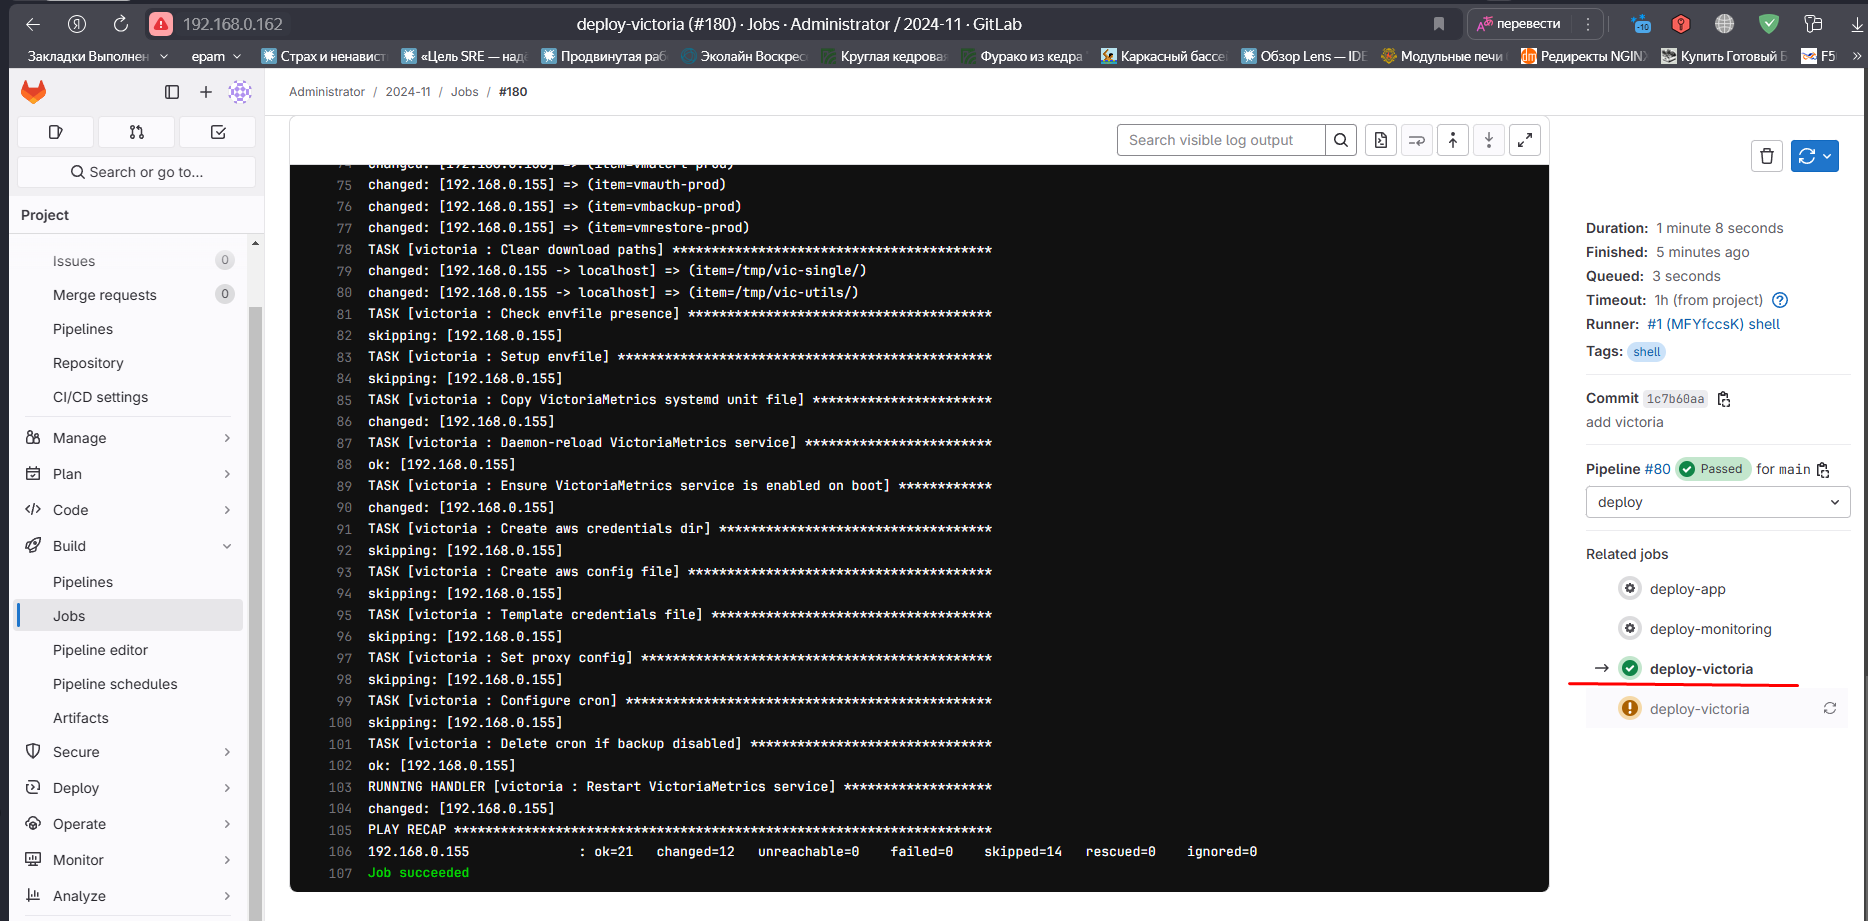 192.168.0.162
deploy-victoria (#180) · Jobs · Administrator / 2024-11 · GitLab
перевести
Закладки Выполнен
epam
Страх и ненавист
«Цель SRE — над
Продвинутая раб
Эколайн Воскрес
Круглая кедровая
Фурако из кедра
Каркасный бассе
Обзор Lens — IDE
Модульные печи
Редиректы NGIN
Купить Готовый Б
F5
Administrator / 2024-11 / Jobs / #180
Search or go to...
Project
Issues 0
Merge requests 0
Pipelines
Repository
CI/CD settings
Manage
Plan
Code
Build
Pipelines
Jobs
Pipeline editor
Pipeline schedules
Artifacts
Secure
Deploy
Operate
Monitor
Analyze
Search visible log output
74 changed: [192.168.0.155] => (item=vmalert-prod)
75 changed: [192.168.0.155] => (item=vmauth-prod)
76 changed: [192.168.0.155] => (item=vmbackup-prod)
77 changed: [192.168.0.155] => (item=vmrestore-prod)
78 TASK [victoria : Clear download paths] *****************************************
79 changed: [192.168.0.155 -> localhost] => (item=/tmp/vic-single/)
80 changed: [192.168.0.155 -> localhost] => (item=/tmp/vic-utils/)
81 TASK [victoria : Check envfile presence] ***************************************
82 skipping: [192.168.0.155]
83 TASK [victoria : Setup envfile] ************************************************
84 skipping: [192.168.0.155]
85 TASK [victoria : Copy VictoriaMetrics systemd unit file] ***********************
86 changed: [192.168.0.155]
87 TASK [victoria : Daemon-reload VictoriaMetrics service] ************************
88 ok: [192.168.0.155]
89 TASK [victoria : Ensure VictoriaMetrics service is enabled on boot] ************
90 changed: [192.168.0.155]
91 TASK [victoria : Create aws credentials dir] ***********************************
92 skipping: [192.168.0.155]
93 TASK [victoria : Create aws config file] ***************************************
94 skipping: [192.168.0.155]
95 TASK [victoria : Template credentials file] ************************************
96 skipping: [192.168.0.155]
97 TASK [victoria : Set proxy config] *********************************************
98 skipping: [192.168.0.155]
99 TASK [victoria : Configure cron] ***********************************************
100 skipping: [192.168.0.155]
101 TASK [victoria : Delete cron if backup disabled] *******************************
102 ok: [192.168.0.155]
103 RUNNING HANDLER [victoria : Restart VictoriaMetrics service] *******************
104 changed: [192.168.0.155]
105 PLAY RECAP *********************************************************************
106 192.168.0.155 : ok=21 changed=12 unreachable=0 failed=0 skipped=14 rescued=0 ignored=0
107 Job succeeded
Duration: 1 minute 8 seconds
Finished: 5 minutes ago
Queued: 3 seconds
Timeout: 1h (from project)
Runner: #1 (MFYfccsK) shell
Tags: shell
Commit 1c7b60aa
add victoria
Pipeline #80 Passed for main
deploy
Related jobs
deploy-app
deploy-monitoring
deploy-victoria
deploy-victoria